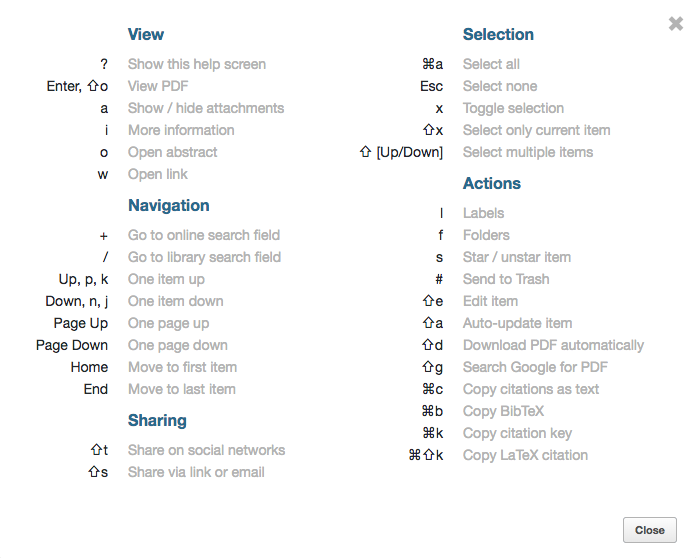 View
? Show this help screen
Enter, ⇧o View PDF
a Show / hide attachments
i More information
o Open abstract
w Open link
Navigation
+ Go to online search field
/ Go to library search field
Up, p, k One item up
Down, n, j One item down
Page Up One page up
Page Down One page down
Home Move to first item
End Move to last item
Sharing
⇧t Share on social networks
⇧s Share via link or email
Selection
⌘a Select all
Esc Select none
x Toggle selection
⇧x Select only current item
⇧ [Up/Down] Select multiple items
Actions
l Labels
f Folders
s Star / unstar item
# Send to Trash
⇧e Edit item
⇧a Auto-update item
⇧d Download PDF automatically
⇧g Search Google for PDF
⌘c Copy citations as text
⌘b Copy BibTeX
⌘k Copy citation key
⌘⇧k Copy LaTeX citation
Close